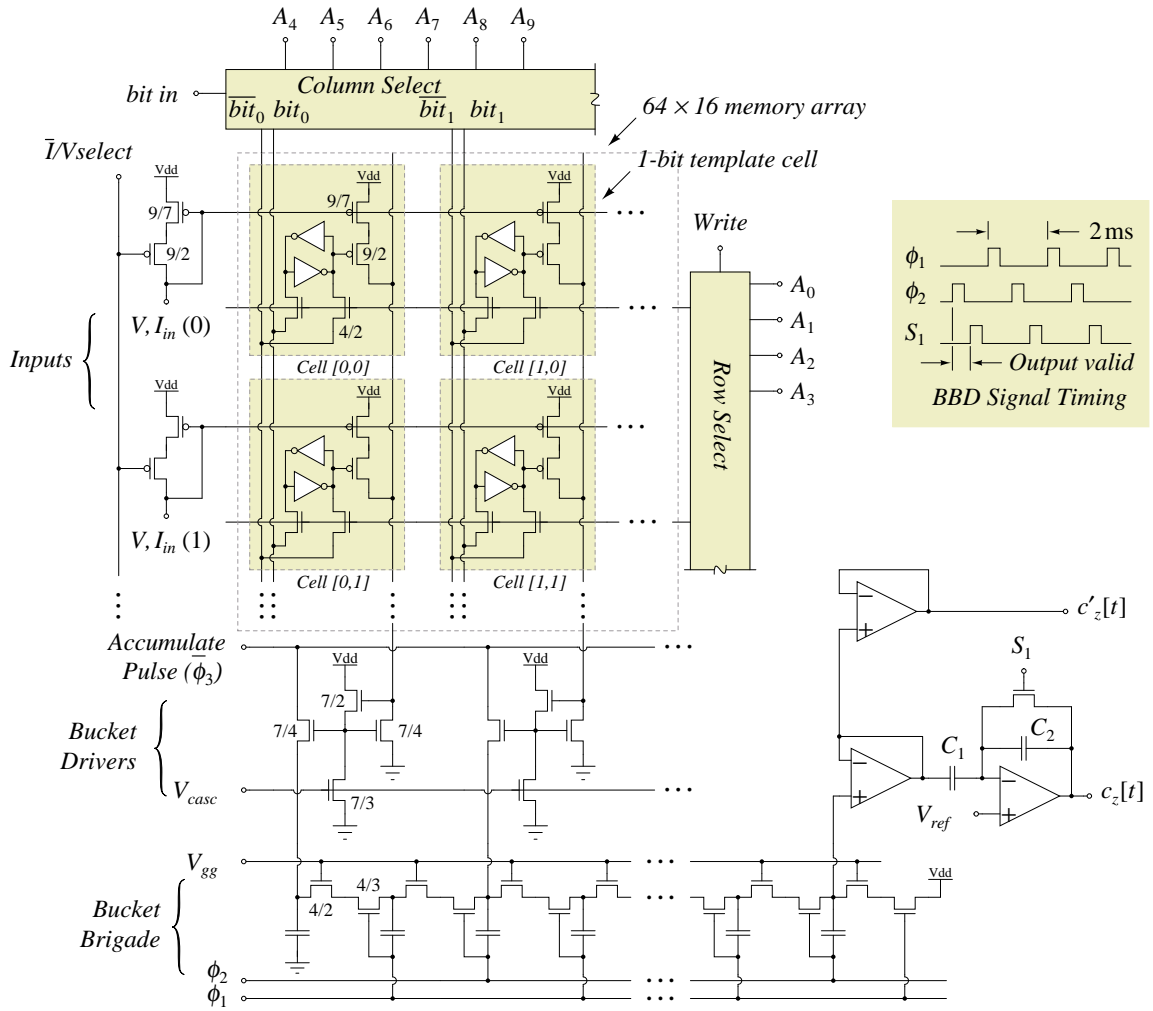 A4 A5 A6 A7 A8 A9
Column Select
bit in
bit0 bit0 bit1 bit1
64 × 16 memory array
1-bit template cell
I̅/Vselect
Vdd Vdd Vdd
9/7 9/7
9/2 9/2
4/2
Write
V, Iin (0)
Inputs
Cell [0,0] Cell [1,0]
A0
A1
A2
A3
Row Select
2 ms
ϕ1
ϕ2
S1
Output valid
BBD Signal Timing
Vdd Vdd Vdd
V, Iin (1)
Cell [0,1] Cell [1,1]
Accumulate
Pulse (ϕ̅3)
Vdd Vdd
7/2
7/4 7/4
Bucket
Drivers
Vcasc
7/3
c′z[t]
S1
C1 C2
Vref
cz[t]
Vgg
Vdd
4/3
4/2
Bucket
Brigade
ϕ2
ϕ1